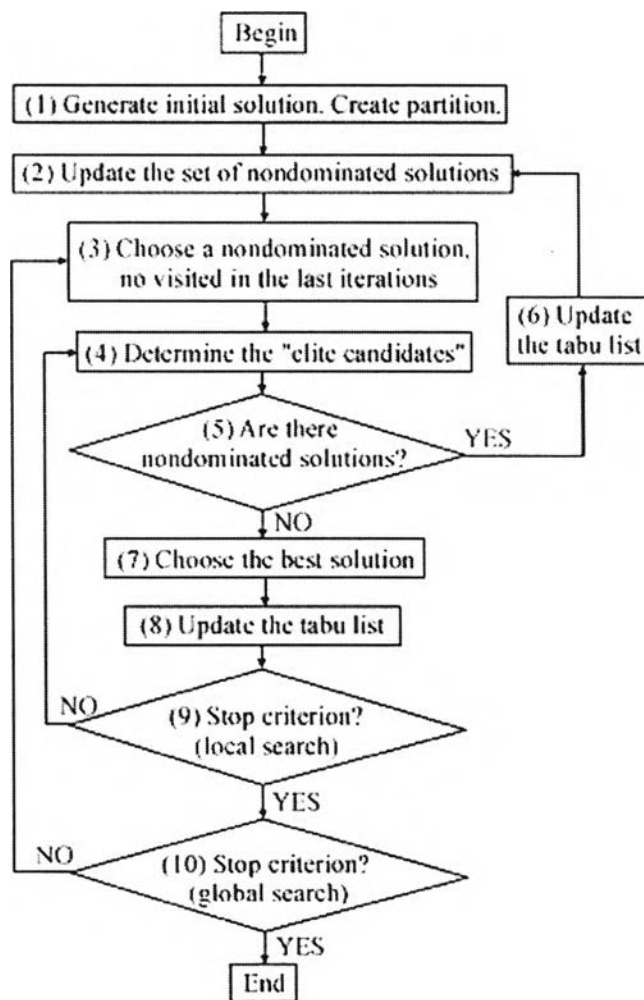 Begin
(1) Generate initial solution. Create partition.
(2) Update the set of nondominated solutions
(3) Choose a nondominated solution,
no visited in the last iterations
(6) Update
the tabu list
(4) Determine the "elite candidates"
(5) Are there
nondominated solutions?
YES
NO
(7) Choose the best solution
(8) Update the tabu list
NO
(9) Stop criterion?
(local search)
YES
NO
(10) Stop criterion?
(global search)
YES
End